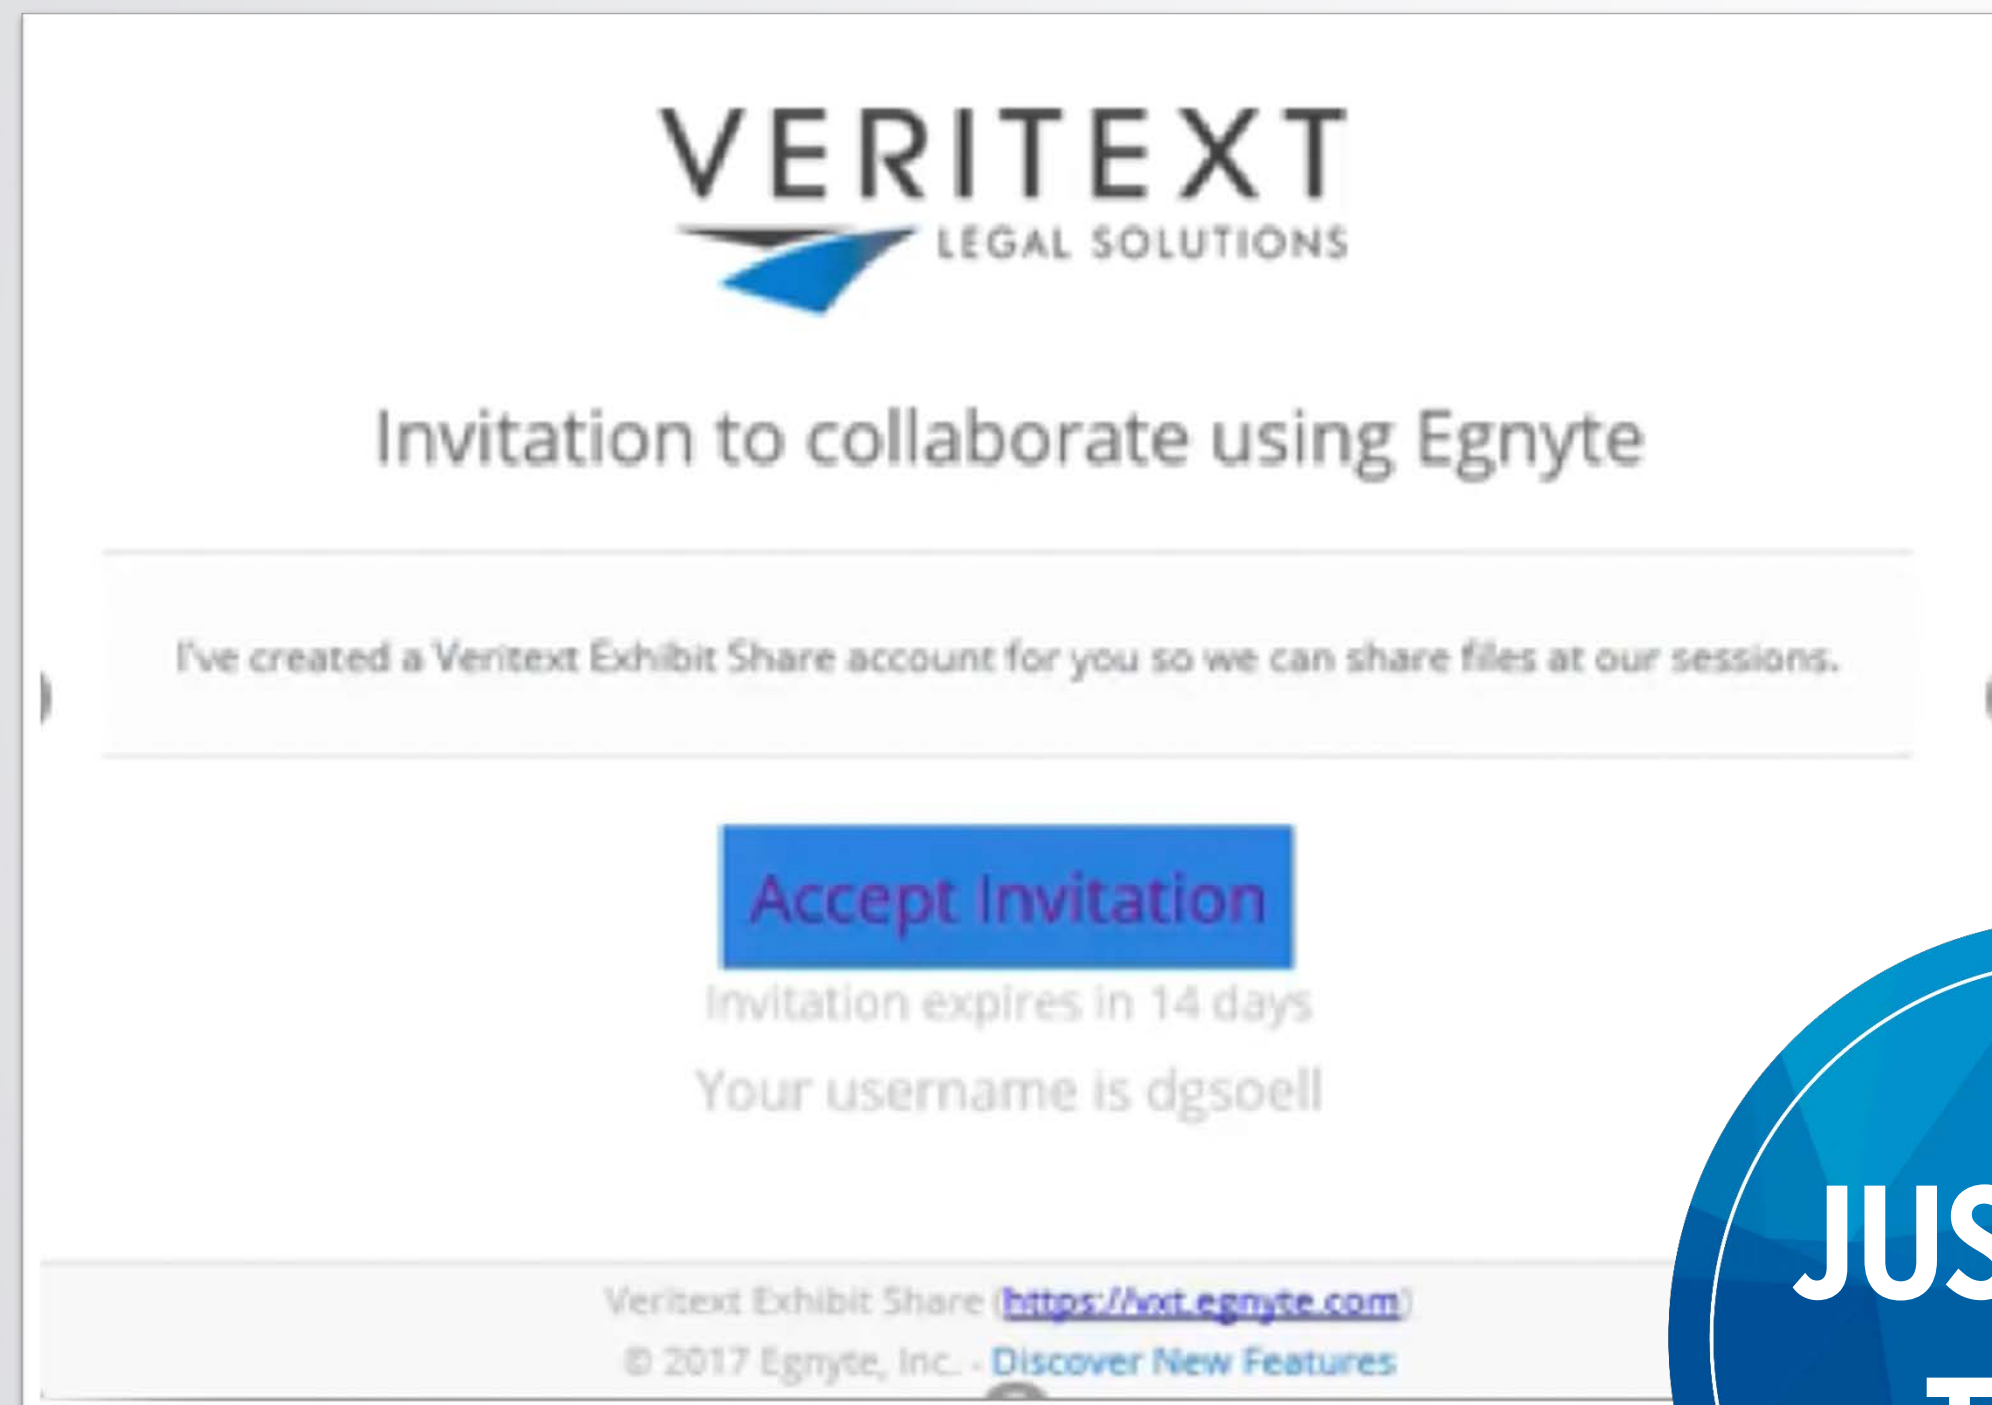 VERITEXT
LEGAL SOLUTIONS
Invitation to collaborate using Egnyte
I've created a Veritext Exhibit Share account for you so we can share files at our sessions.
Accept Invitation
Invitation expires in 14 days
Your username is dgsoell
Veritext Exhibit Share (https://vxt.egnyte.com)
© 2017 Egnyte, Inc. - Discover New Features